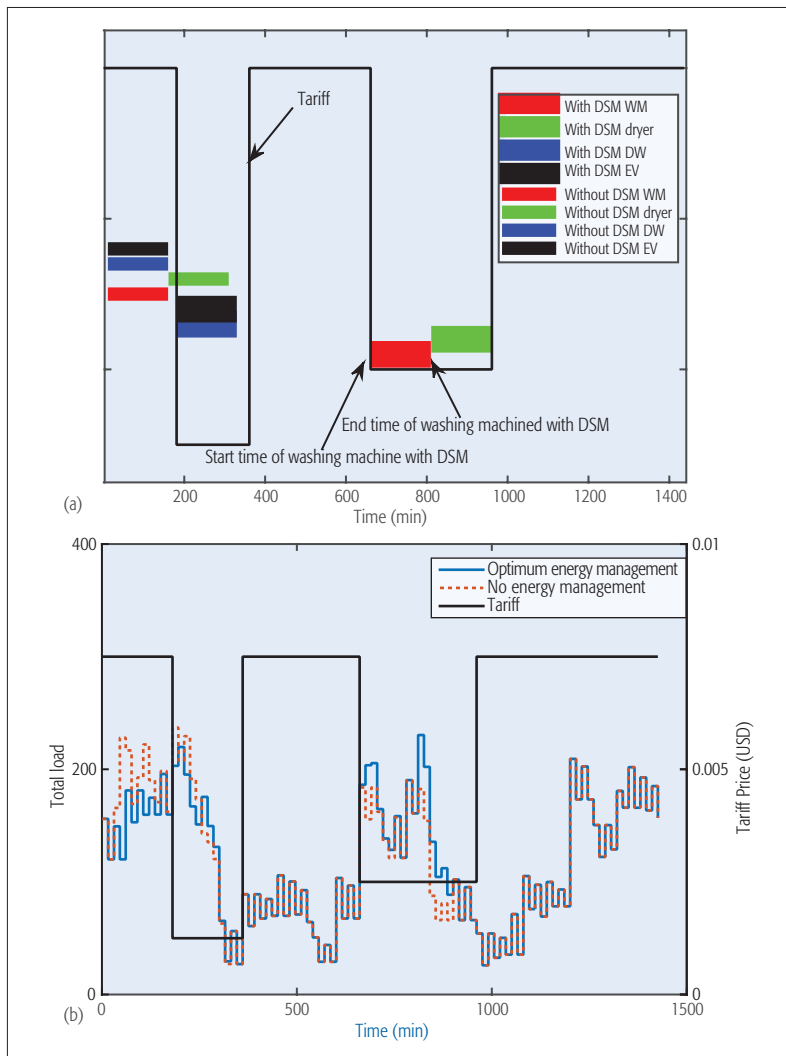 Tariff
With DSM WM
With DSM dryer
With DSM DW
With DSM EV
Without DSM WM
Without DSM dryer
Without DSM DW
Without DSM EV
End time of washing machined with DSM
Start time of washing machine with DSM
200 400 600 800 1000 1200 1400
(a)
Time (min)
400 0.01
Optimum energy management
No energy management
Tariff
Total load
200 0.005
Tariff Price (USD)
0 0.00
0 500 1000 1500
(b)
Time (min)